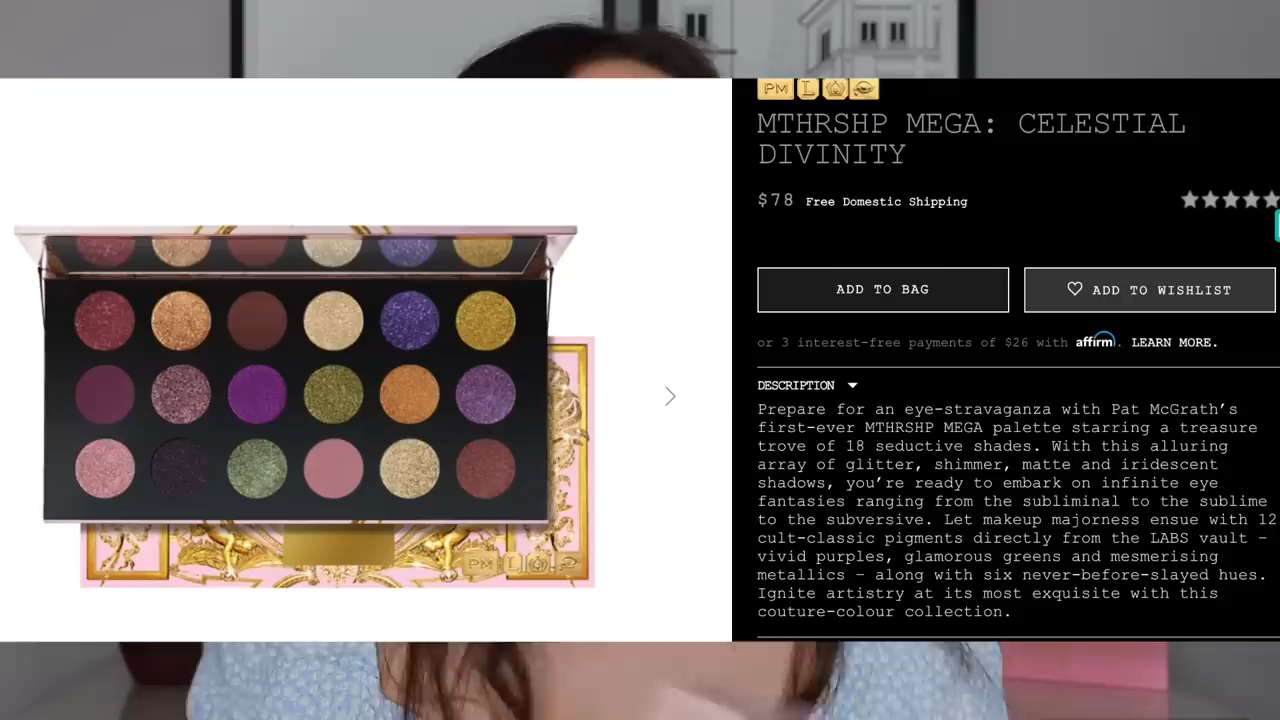 PM L
MTHRSHP MEGA: CELESTIAL
DIVINITY
$78 Free Domestic Shipping
ADD TO BAG
ADD TO WISHLIST
or 3 interest-free payments of $26 with affirm. LEARN MORE.
DESCRIPTION
Prepare for an eye-stravaganza with Pat McGrath’s
first-ever MTHRSHP MEGA palette starring a treasure
trove of 18 seductive shades. With this alluring
array of glitter, shimmer, matte and iridescent
shadows, you’re ready to embark on infinite eye
fantasies ranging from the subliminal to the sublime
to the subversive. Let makeup majorness ensue with 12
cult-classic pigments directly from the LABS vault –
vivid purples, glamorous greens and mesmerising
metallics – along with six never-before-slayed hues.
Ignite artistry at its most exquisite with this
couture-colour collection.
PM L